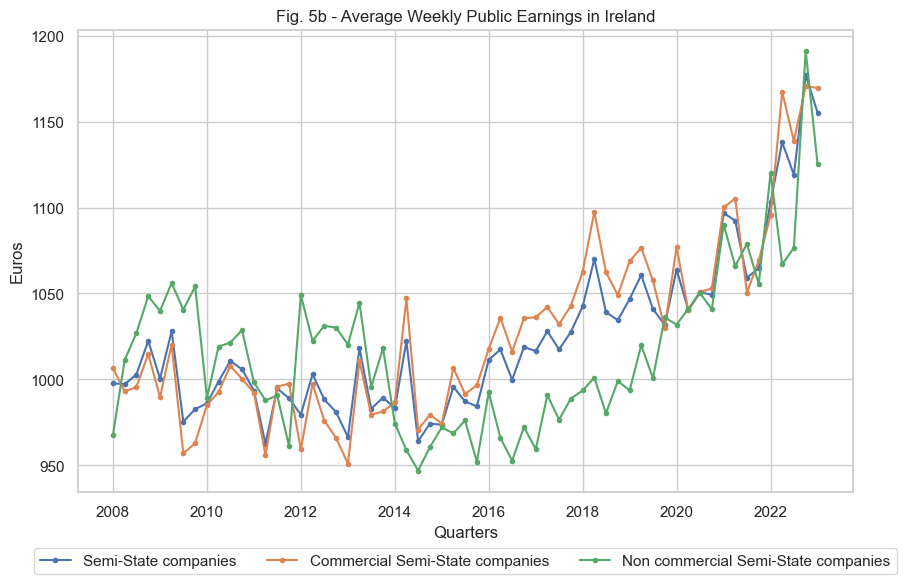 Fig. 5b - Average Weekly Public Earnings in Ireland
1200
1150
1100
1050
1000
950
Euros
2008 2010 2012 2014 2016 2018 2020 2022
Quarters
Semi-State companies Commercial Semi-State companies Non commercial Semi-State companies